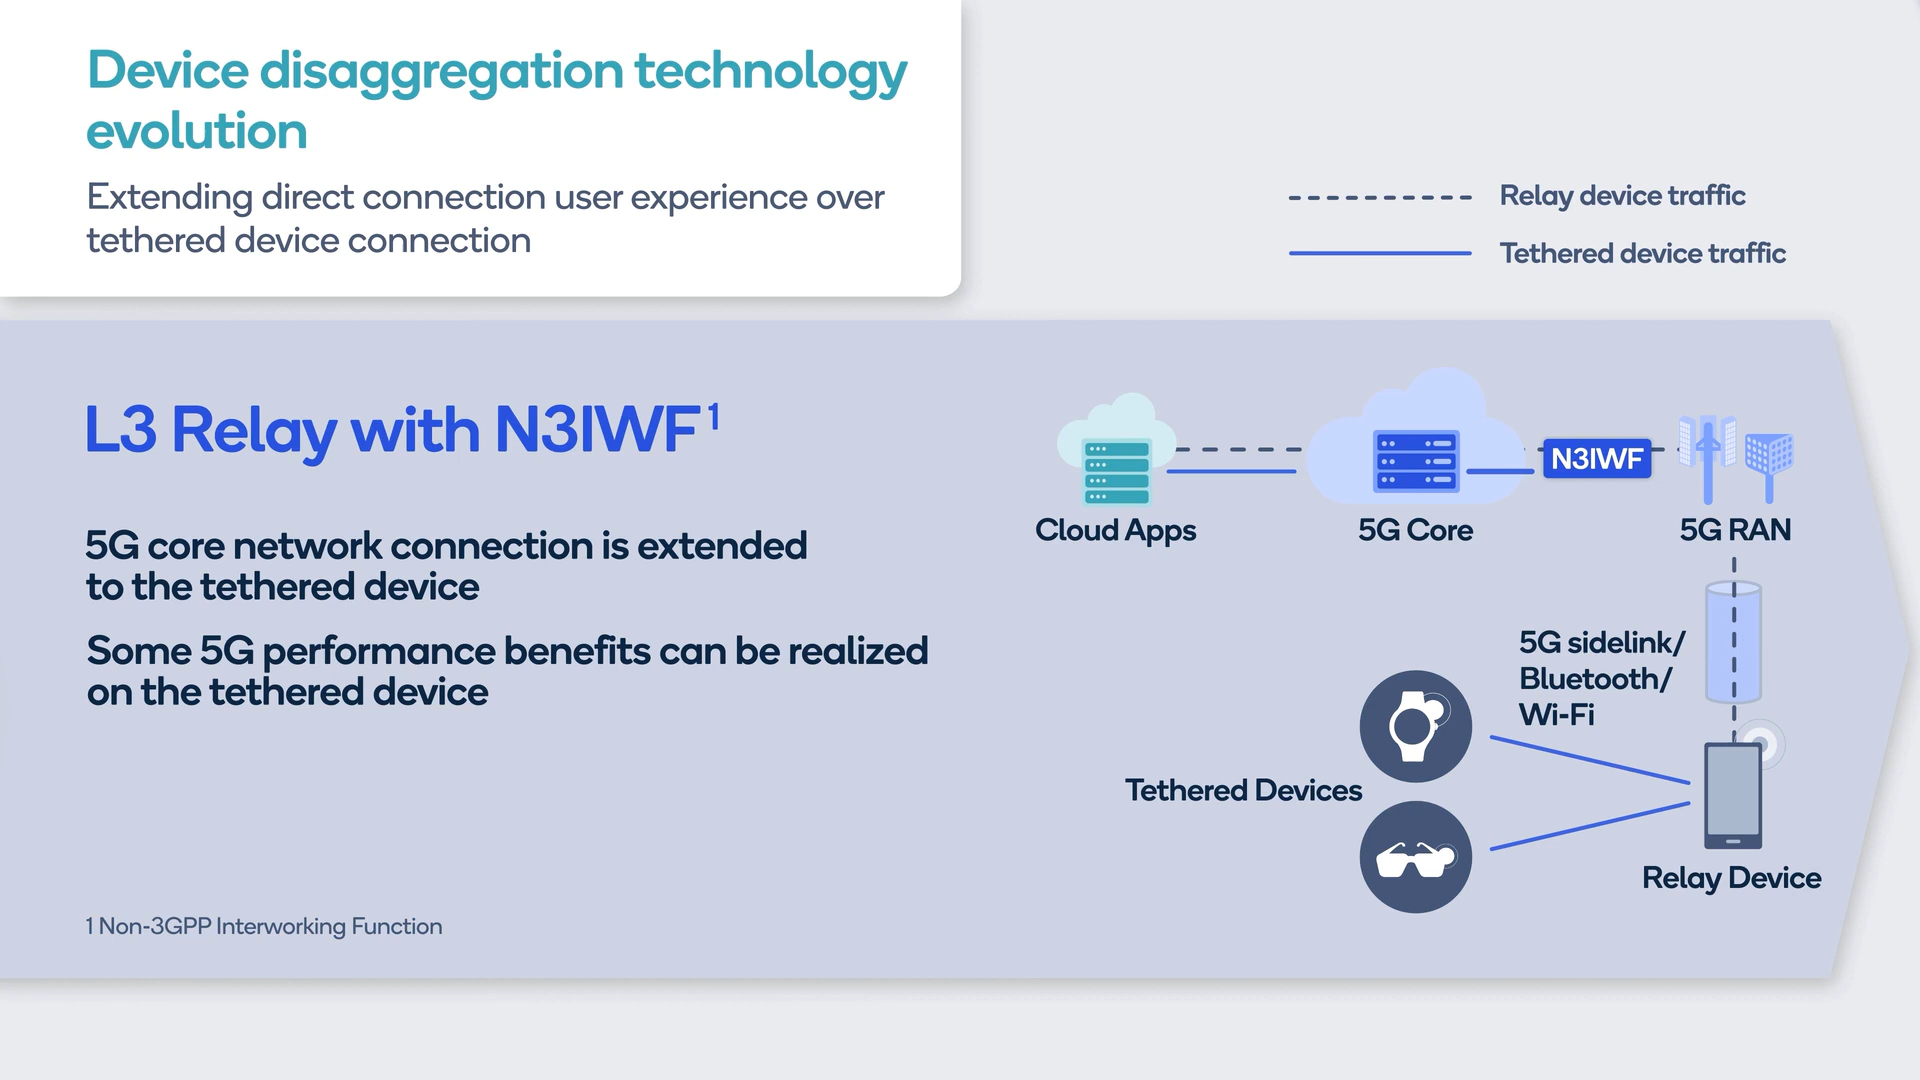 Device disaggregation technology
evolution
Extending direct connection user experience over
tethered device connection
Relay device traffic
Tethered device traffic
L3 Relay with N3IWF1
5G core network connection is extended
to the tethered device
Some 5G performance benefits can be realized
on the tethered device
1 Non-3GPP Interworking Function
N3IWF
Cloud Apps
5G Core
5G RAN
5G sidelink/
Bluetooth/
Wi-Fi
Tethered Devices
Relay Device